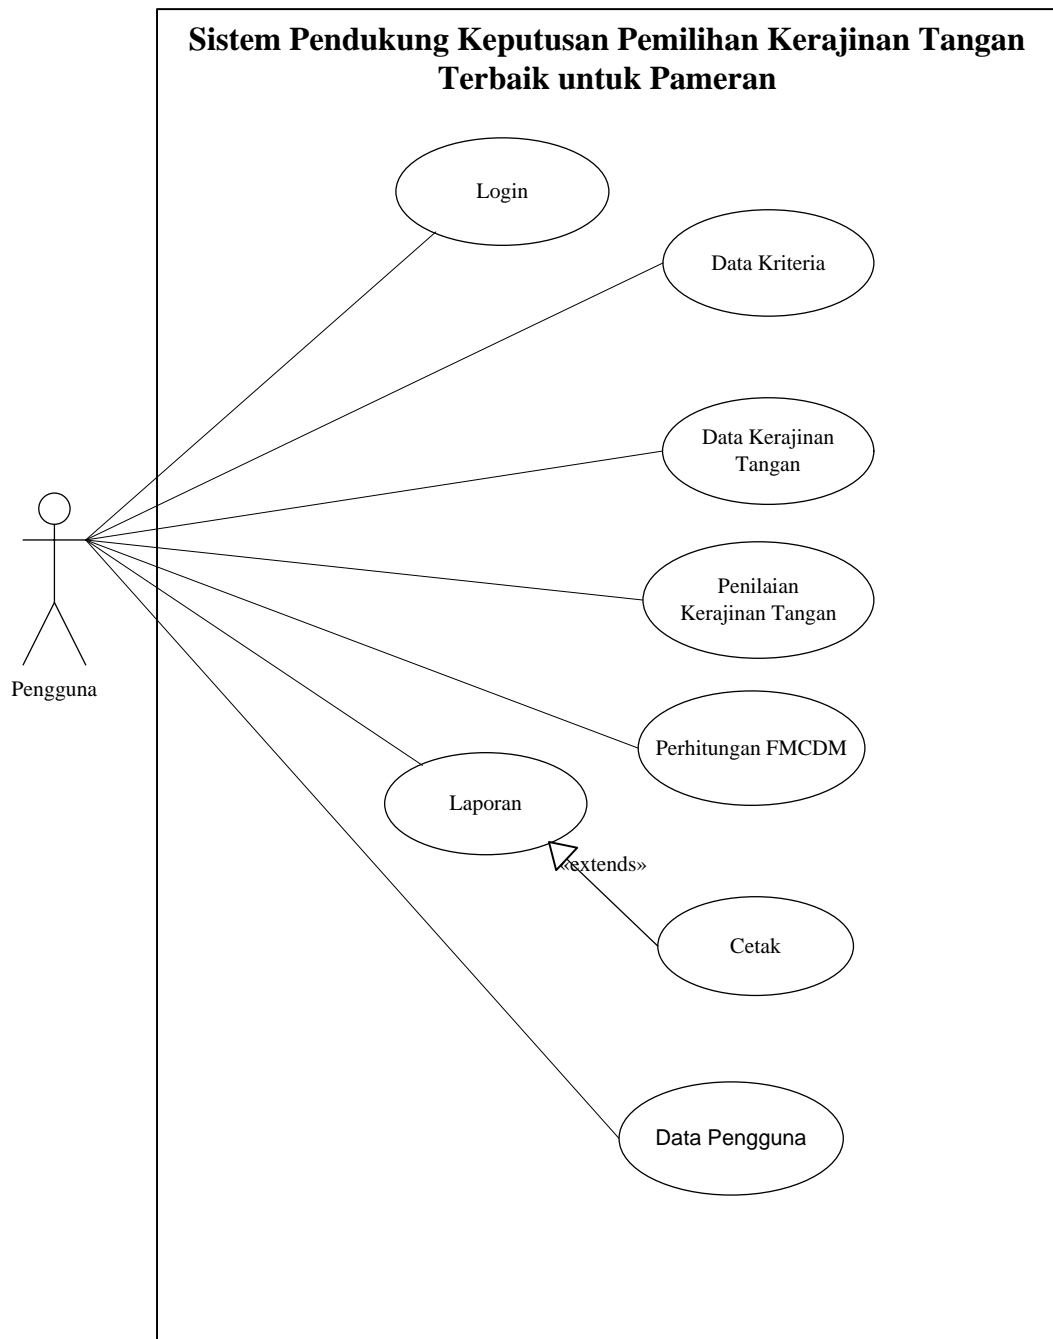 Sistem Pendukung Keputusan Pemilihan Kerajinan Tangan
Terbaik untuk Pameran
Login
Data Kriteria
Data Kerajinan
Tangan
Penilaian
Kerajinan Tangan
Pengguna
Perhitungan FMCDM
Laporan
«extends»
Cetak
Data Pengguna